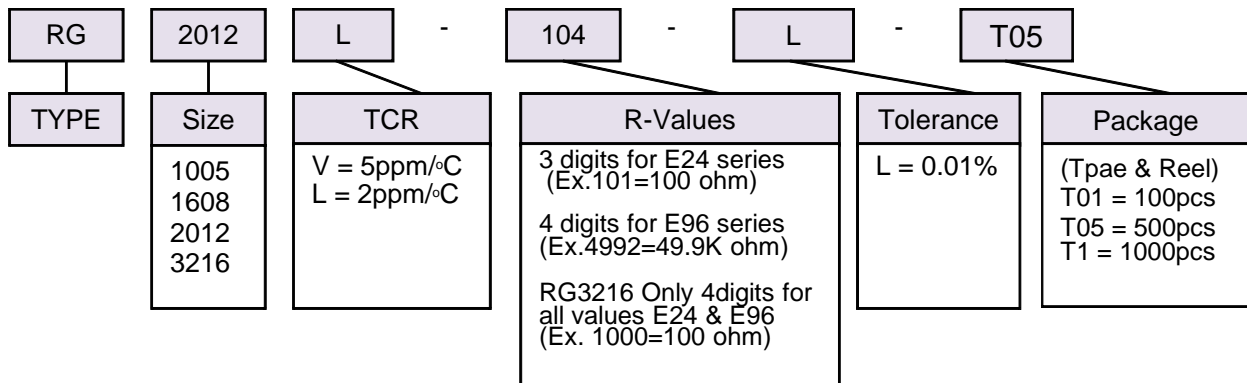 RG 2012 L - 104 - L - T05
TYPE
Size
1005
1608
2012
3216
TCR
V = 5ppm/°C
L = 2ppm/°C
R-Values
3 digits for E24 series
(Ex.101=100 ohm)
4 digits for E96 series
(Ex.4992=49.9K ohm)
RG3216 Only 4digits for
all values E24 & E96
(Ex. 1000=100 ohm)
Tolerance
L = 0.01%
Package
(Tpae & Reel)
T01 = 100pcs
T05 = 500pcs
T1 = 1000pcs